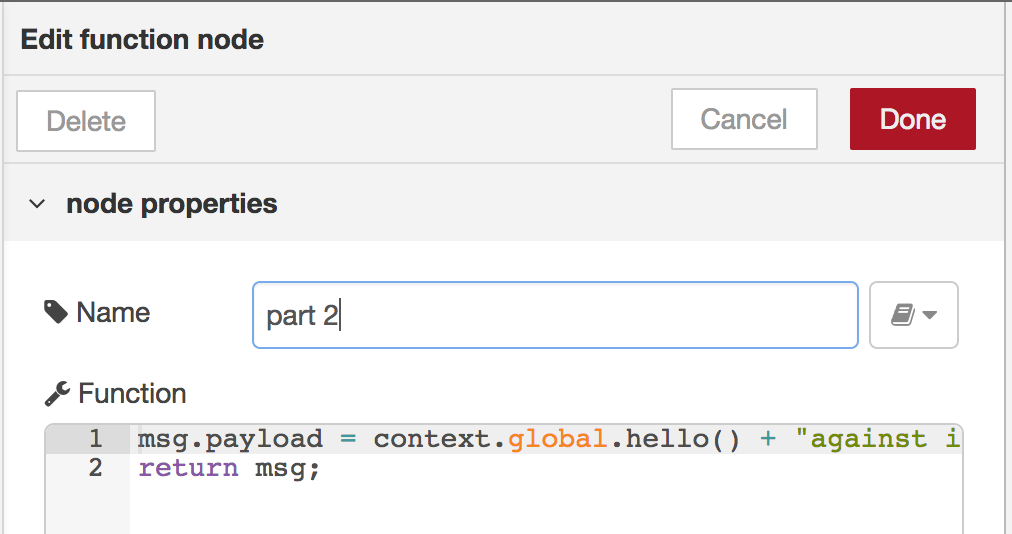 Edit function node
Delete
Cancel
Done
node properties
Name
part 2
Function
1 msg.payload = context.global.hello() + "against i
2 return msg;